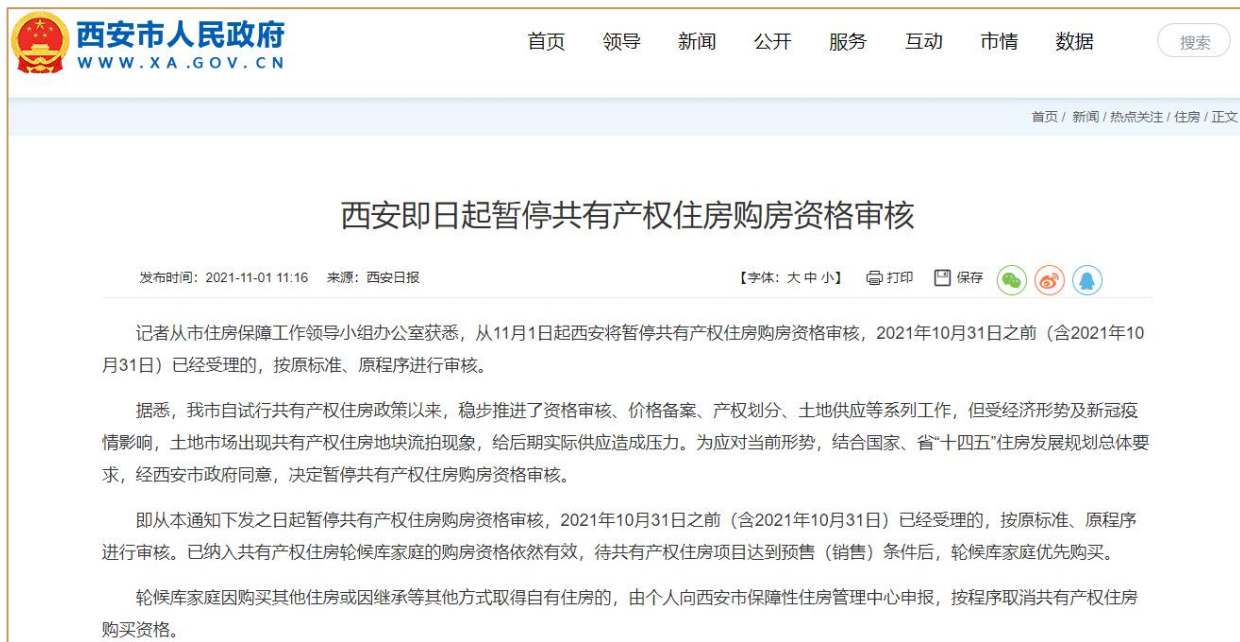 西安市人民政府
WWW.XA.GOV.CN
首页 领导 新闻 公开 服务 互动 市情 数据 搜索
首页 / 新闻 / 热点关注 / 住房 / 正文
西安即日起暂停共有产权住房购房资格审核
发布时间：2021-11-01 11:16 来源：西安日报 【字体：大 中 小】 打印 保存
记者从市住房保障工作领导小组办公室获悉，从11月1日起西安将暂停共有产权住房购房资格审核，2021年10月31日之前（含2021年10
月31日）已经受理的，按原标准、原程序进行审核。
据悉，我市自试行共有产权住房政策以来，稳步推进了资格审核、价格备案、产权划分、土地供应等系列工作，但受经济形势及新冠疫
情影响，土地市场出现共有产权住房地块流拍现象，给后期实际供应造成压力。为应对当前形势，结合国家、省“十四五”住房发展规划总体要
求，经西安市政府同意，决定暂停共有产权住房购房资格审核。
即从本通知下发之日起暂停共有产权住房购房资格审核，2021年10月31日之前（含2021年10月31日）已经受理的，按原标准、原程序
进行审核。已纳入共有产权住房轮候库家庭的购房资格依然有效，待共有产权住房项目达到预售（销售）条件后，轮候库家庭优先购买。
轮候库家庭因购买其他住房或因继承等其他方式取得自有住房的，由个人向西安市保障性住房管理中心申报，按程序取消共有产权住房
购买资格。